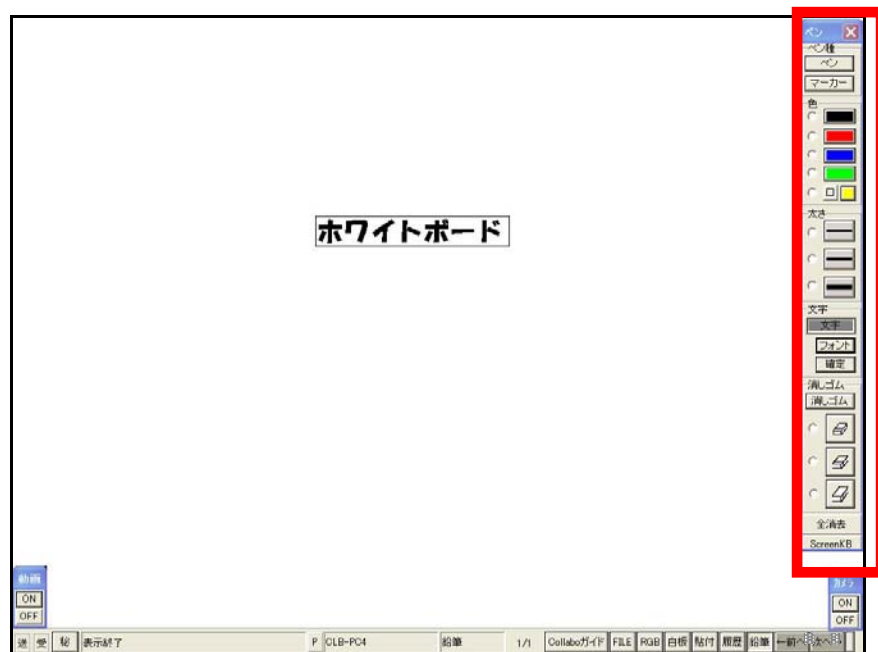 ペン
ペン種
ペン
マーカー
色
ホワイトボード
太さ
文字
文字
フォント
確定
消しゴム
消しゴム
全消去
ScreenKB
動画
ON
OFF
カメラ
ON
OFF
送 受 秘 表示終了 P CLB-PC4 鉛筆 1/1 Collaboガイド FILE RGB 白板 貼付 履歴 鉛筆 ←前へ 次へ→